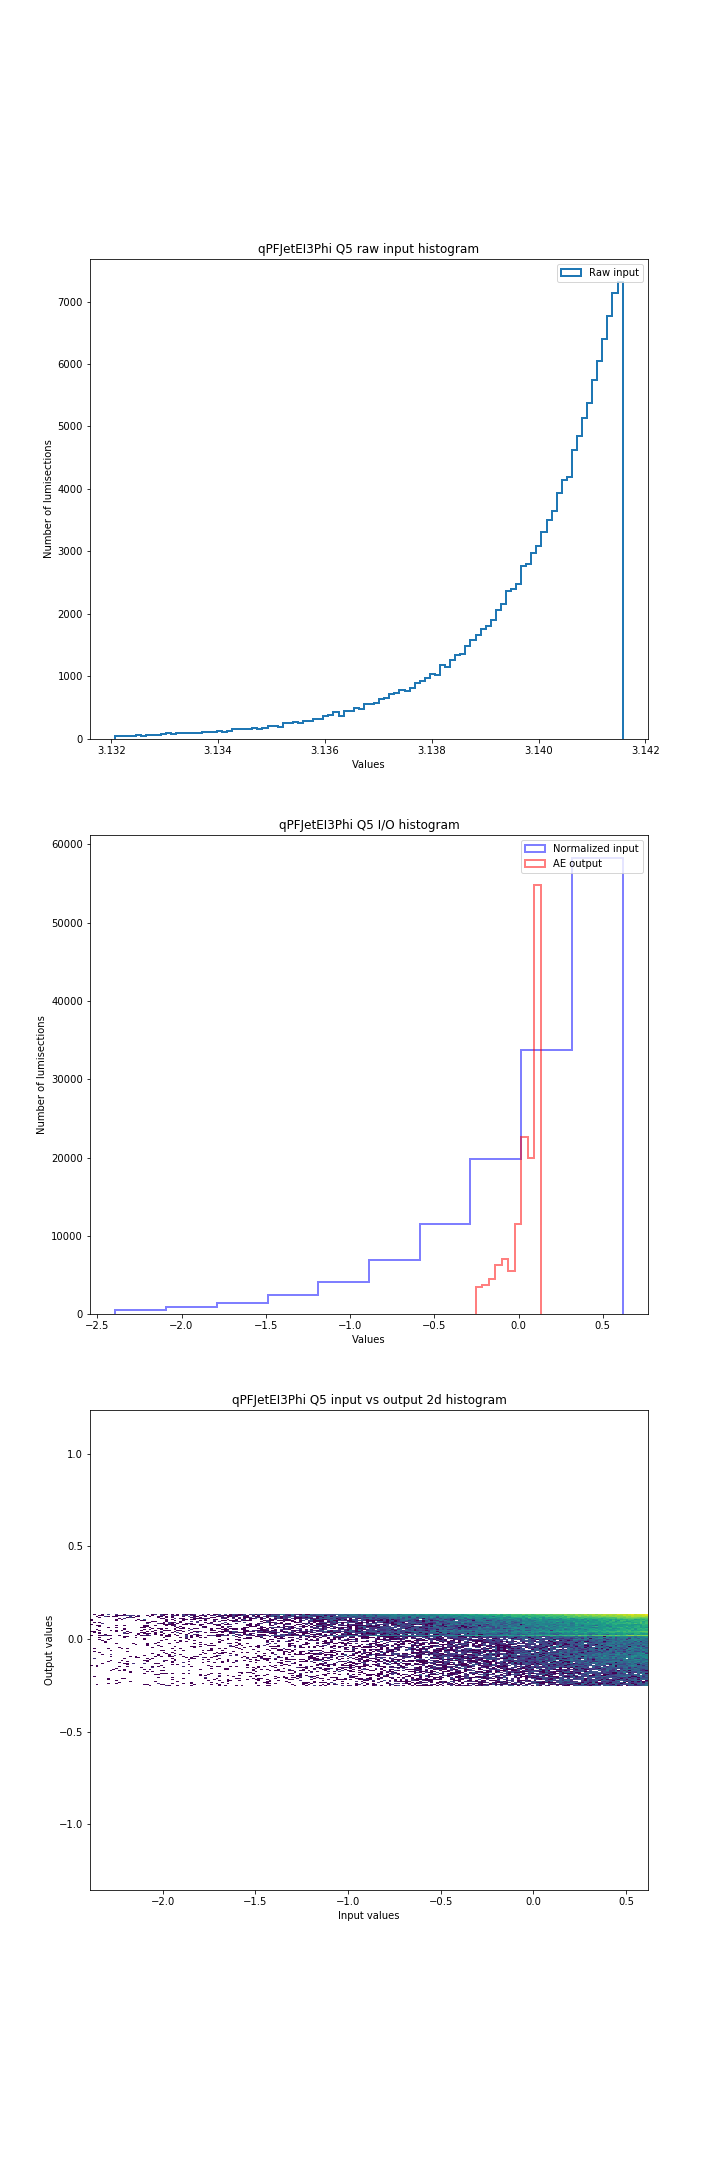 qPFJetEI3Phi Q5 raw input histogram
Raw input
7000
6000
5000
4000
3000
2000
1000
0
Number of lumisections
3.132 3.134 3.136 3.138 3.140 3.142
Values
qPFJetEI3Phi Q5 I/O histogram
Normalized input
AE output
60000
50000
40000
30000
20000
10000
0
Number of lumisections
−2.5 −2.0 −1.5 −1.0 −0.5 0.0 0.5
Values
qPFJetEI3Phi Q5 input vs output 2d histogram
1.0
0.5
0.0
−0.5
−1.0
Output values
−2.0 −1.5 −1.0 −0.5 0.0 0.5
Input values